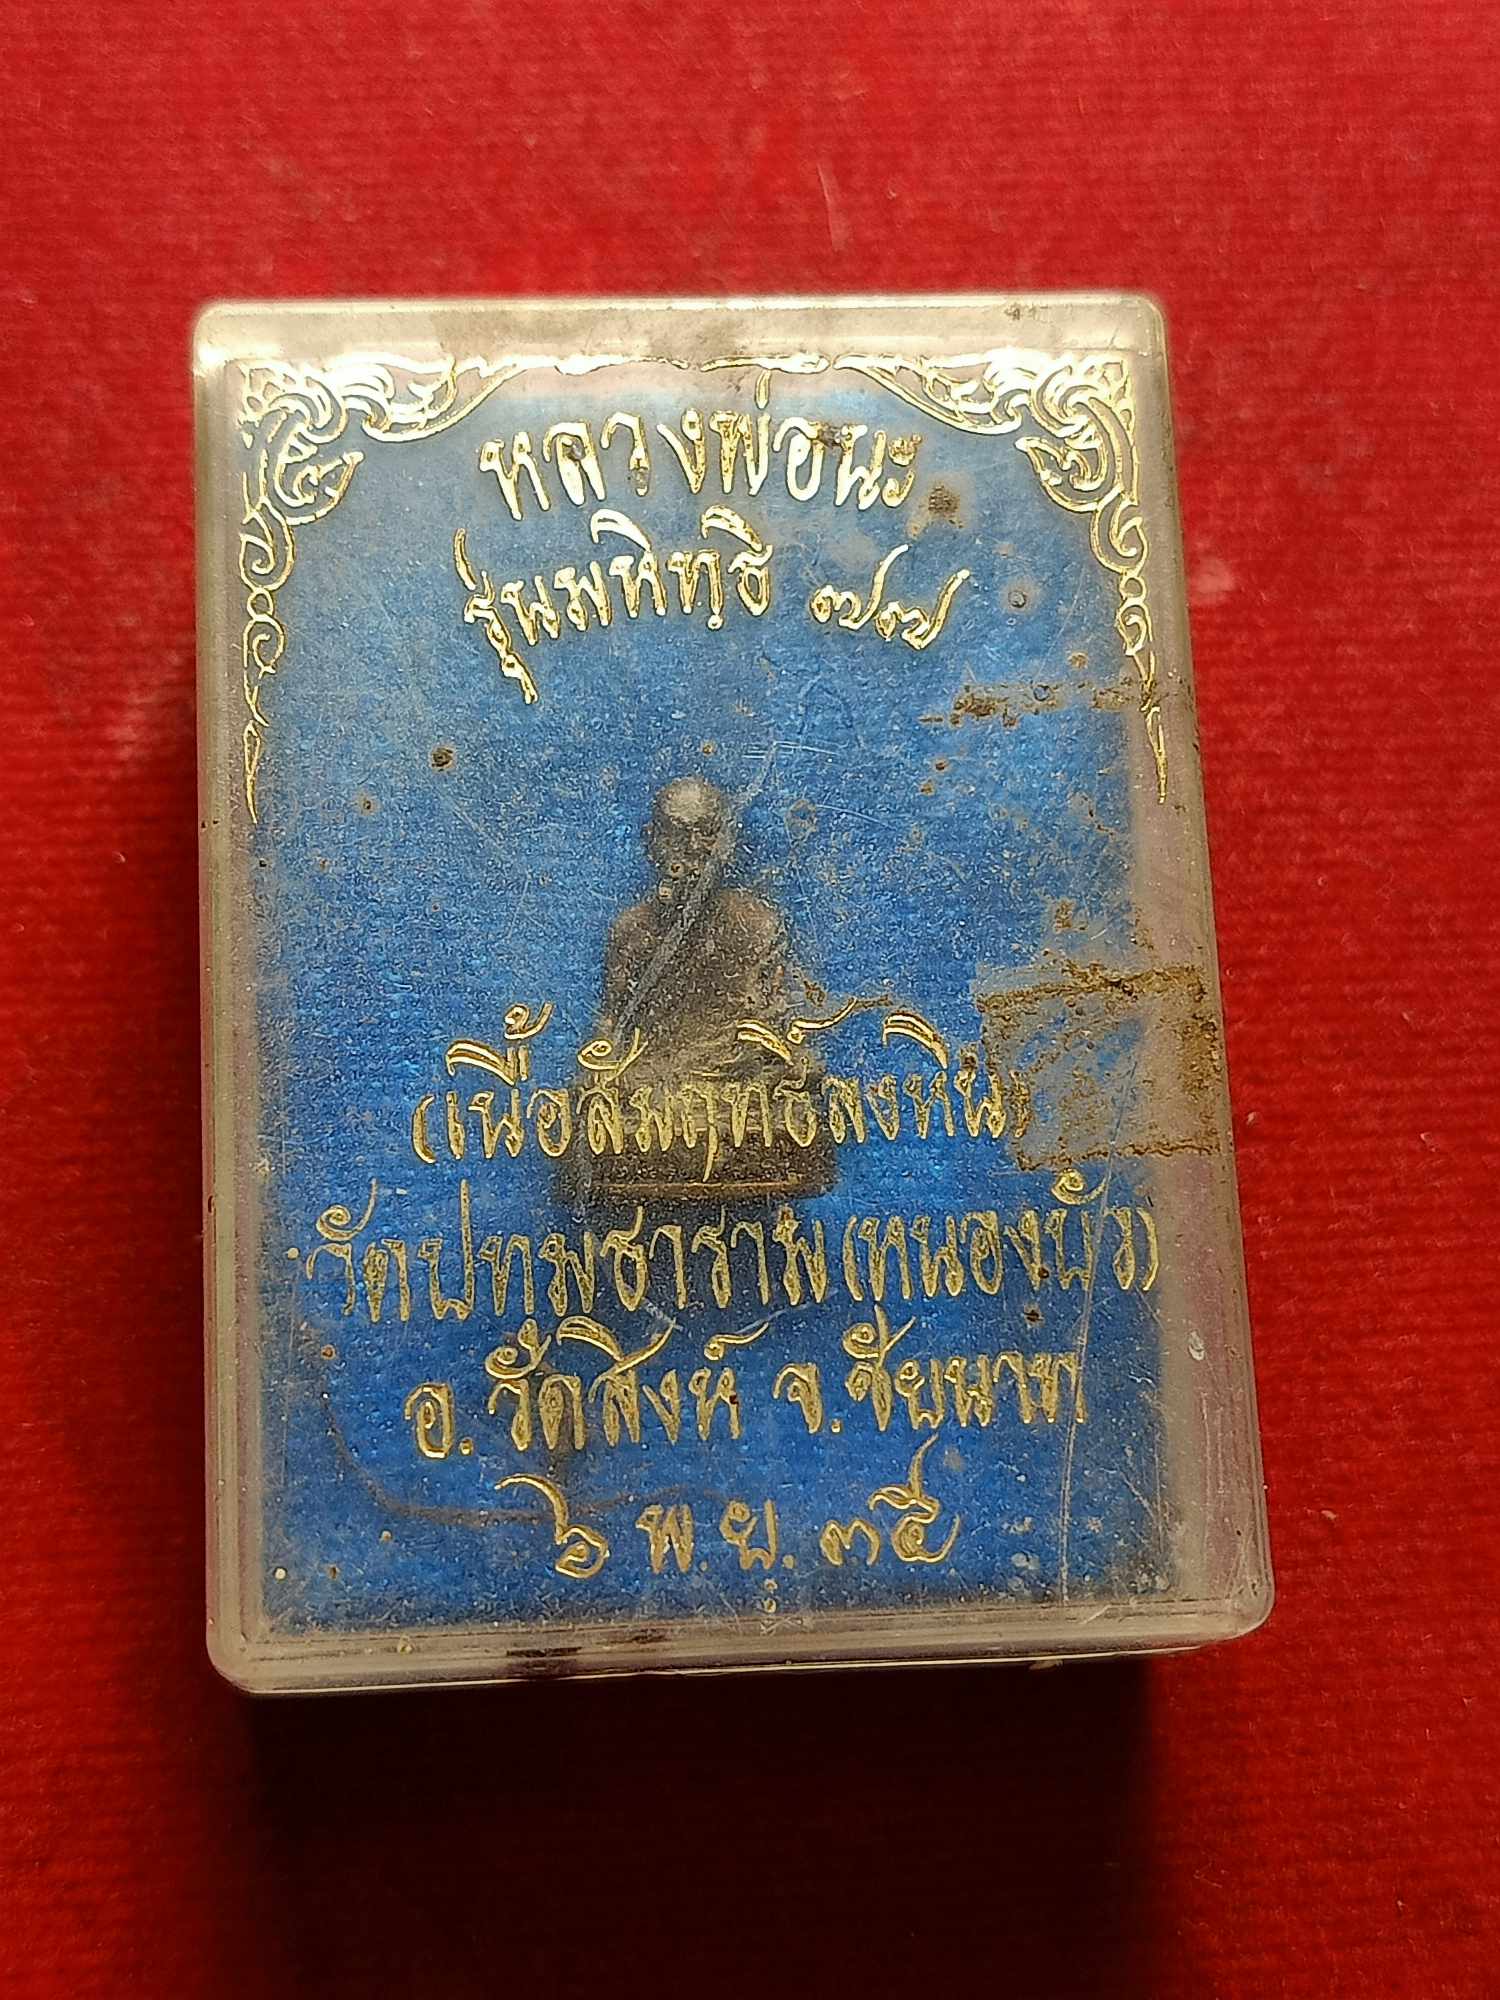 หลวงพ่อนะ
รุ่นมหิทฺธิ ๗๗
(เนื้อสัมฤทธิ์ลงหิน)
วัดปทุมธาราม (หนองบัว)
อ. วัดสิงห์ จ. ชัยนาท
๖ พ.ย. ๓๕